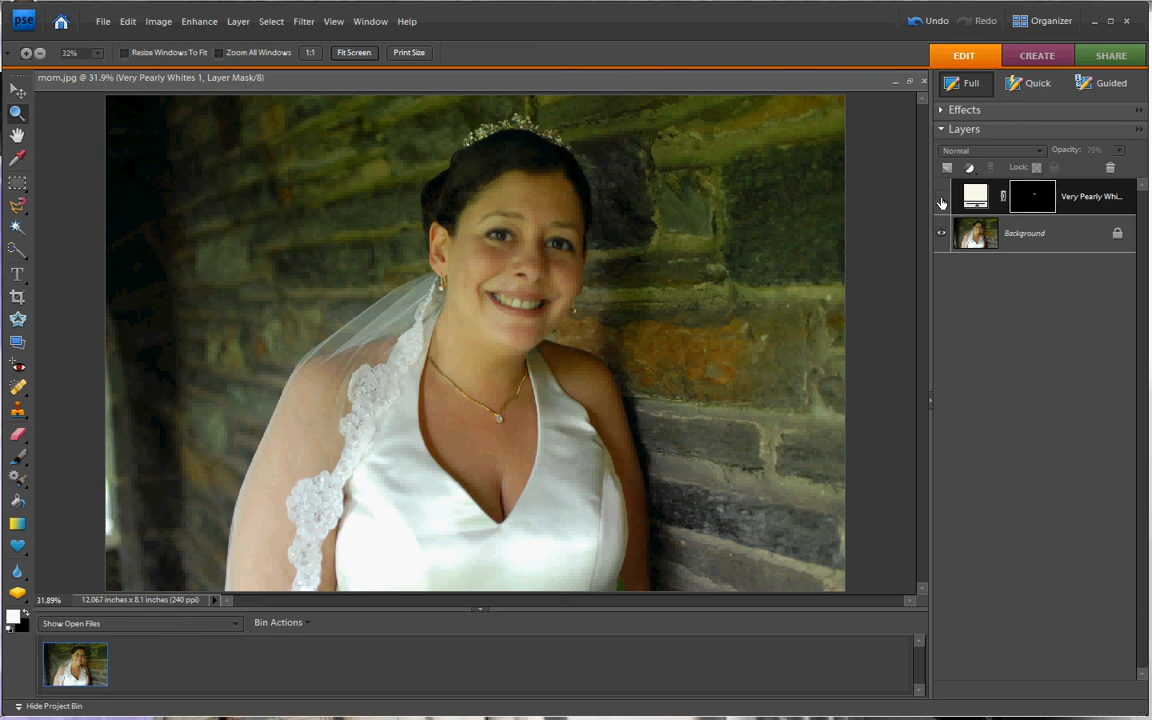 pse File Edit Image Enhance Layer Select Filter View Window Help Undo Redo Organizer
32% Resize Windows To Fit Zoom All Windows 1:1 Fit Screen Print Size EDIT CREATE SHARE
mom.jpg @ 31.9% (Very Pearly Whites 1, Layer Mask/8)
Full Quick Guided
Effects
Layers
Normal Opacity: 75%
Lock:
Very Pearly Whi...
Background
T
31.89% 12.067 inches x 8.1 inches (240 ppi)
Show Open Files Bin Actions
Hide Project Bin